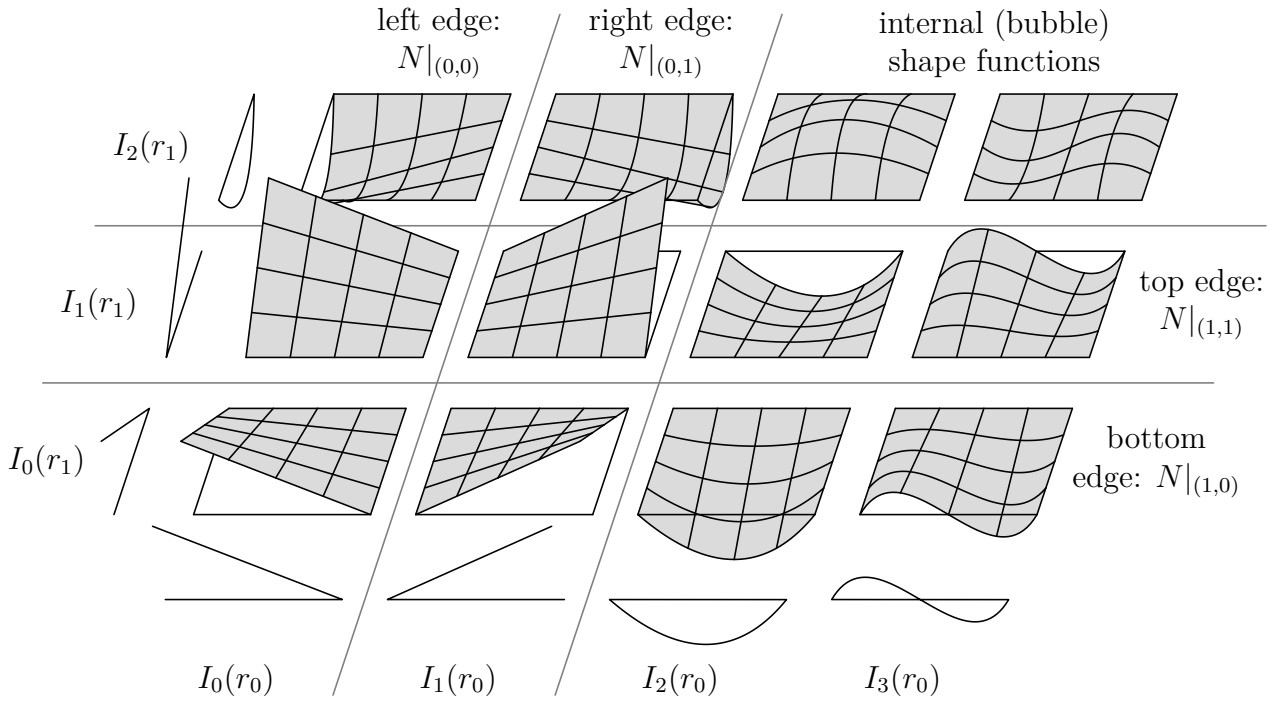 left edge:
N|(0,0)
right edge:
N|(0,1)
internal (bubble)
shape functions
I₂(r₁)
I₁(r₁)
top edge:
N|(1,1)
I₀(r₁)
bottom
edge: N|(1,0)
I₀(r₀)
I₁(r₀)
I₂(r₀)
I₃(r₀)